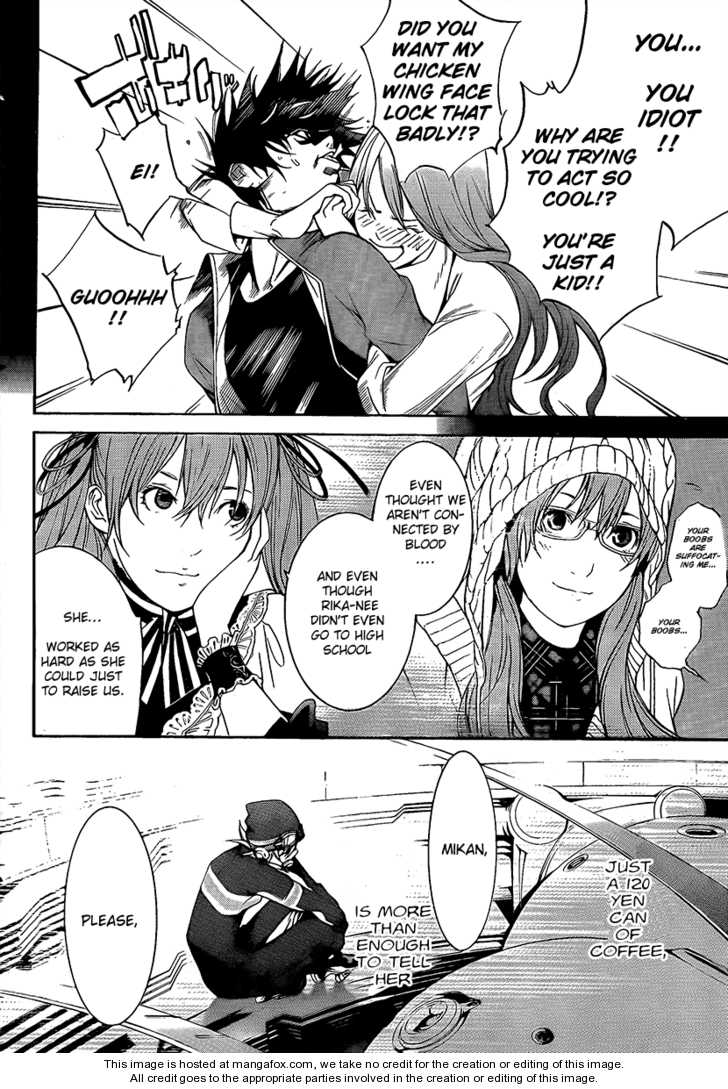 YOU...
YOU
IDIOT
!!
DID YOU
WANT MY
CHICKEN
WING FACE
LOCK THAT
BADLY!?
WHY ARE
YOU TRYING
TO ACT SO
COOL!?
YOU'RE
JUST A
KID!!
EI!
GUOOHHH
!!
YOUR
BOOBS ARE
SUFFOCAT-
ING ME...
YOUR
BOOBS...
EVEN
THOUGHT WE
AREN'T CON-
NECTED BY
BLOOD
....
AND EVEN
THOUGH
RIKA-NEE
DIDN'T EVEN
GO TO HIGH
SCHOOL
SHE...
WORKED AS
HARD AS SHE
COULD JUST
TO RAISE US.
JUST
A 120
YEN
CAN
OF
COFFEE,
MIKAN,
IS MORE
THAN
ENOUGH
TO TELL
HER
PLEASE,
This image is hosted at mangafox.com, we take no credit for the creation or editing of this image.
All credit goes to the appropriate parties involved in the creation and editing of this image.